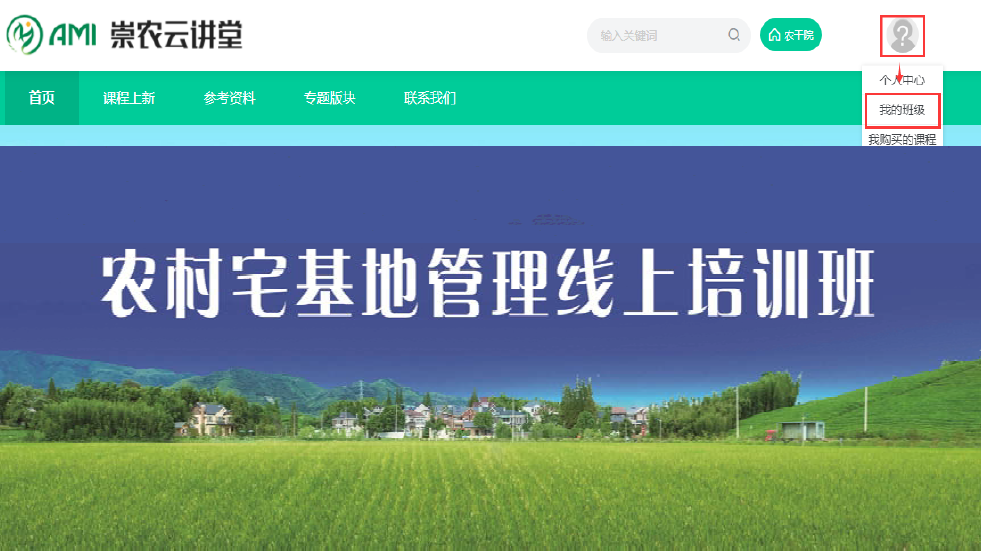 AMI 崇农云讲堂
输入关键词
农干院
个人中心
我的班级
我购买的课程
首页 课程上新 参考资料 专题版块 联系我们
农村宅基地管理线上培训班